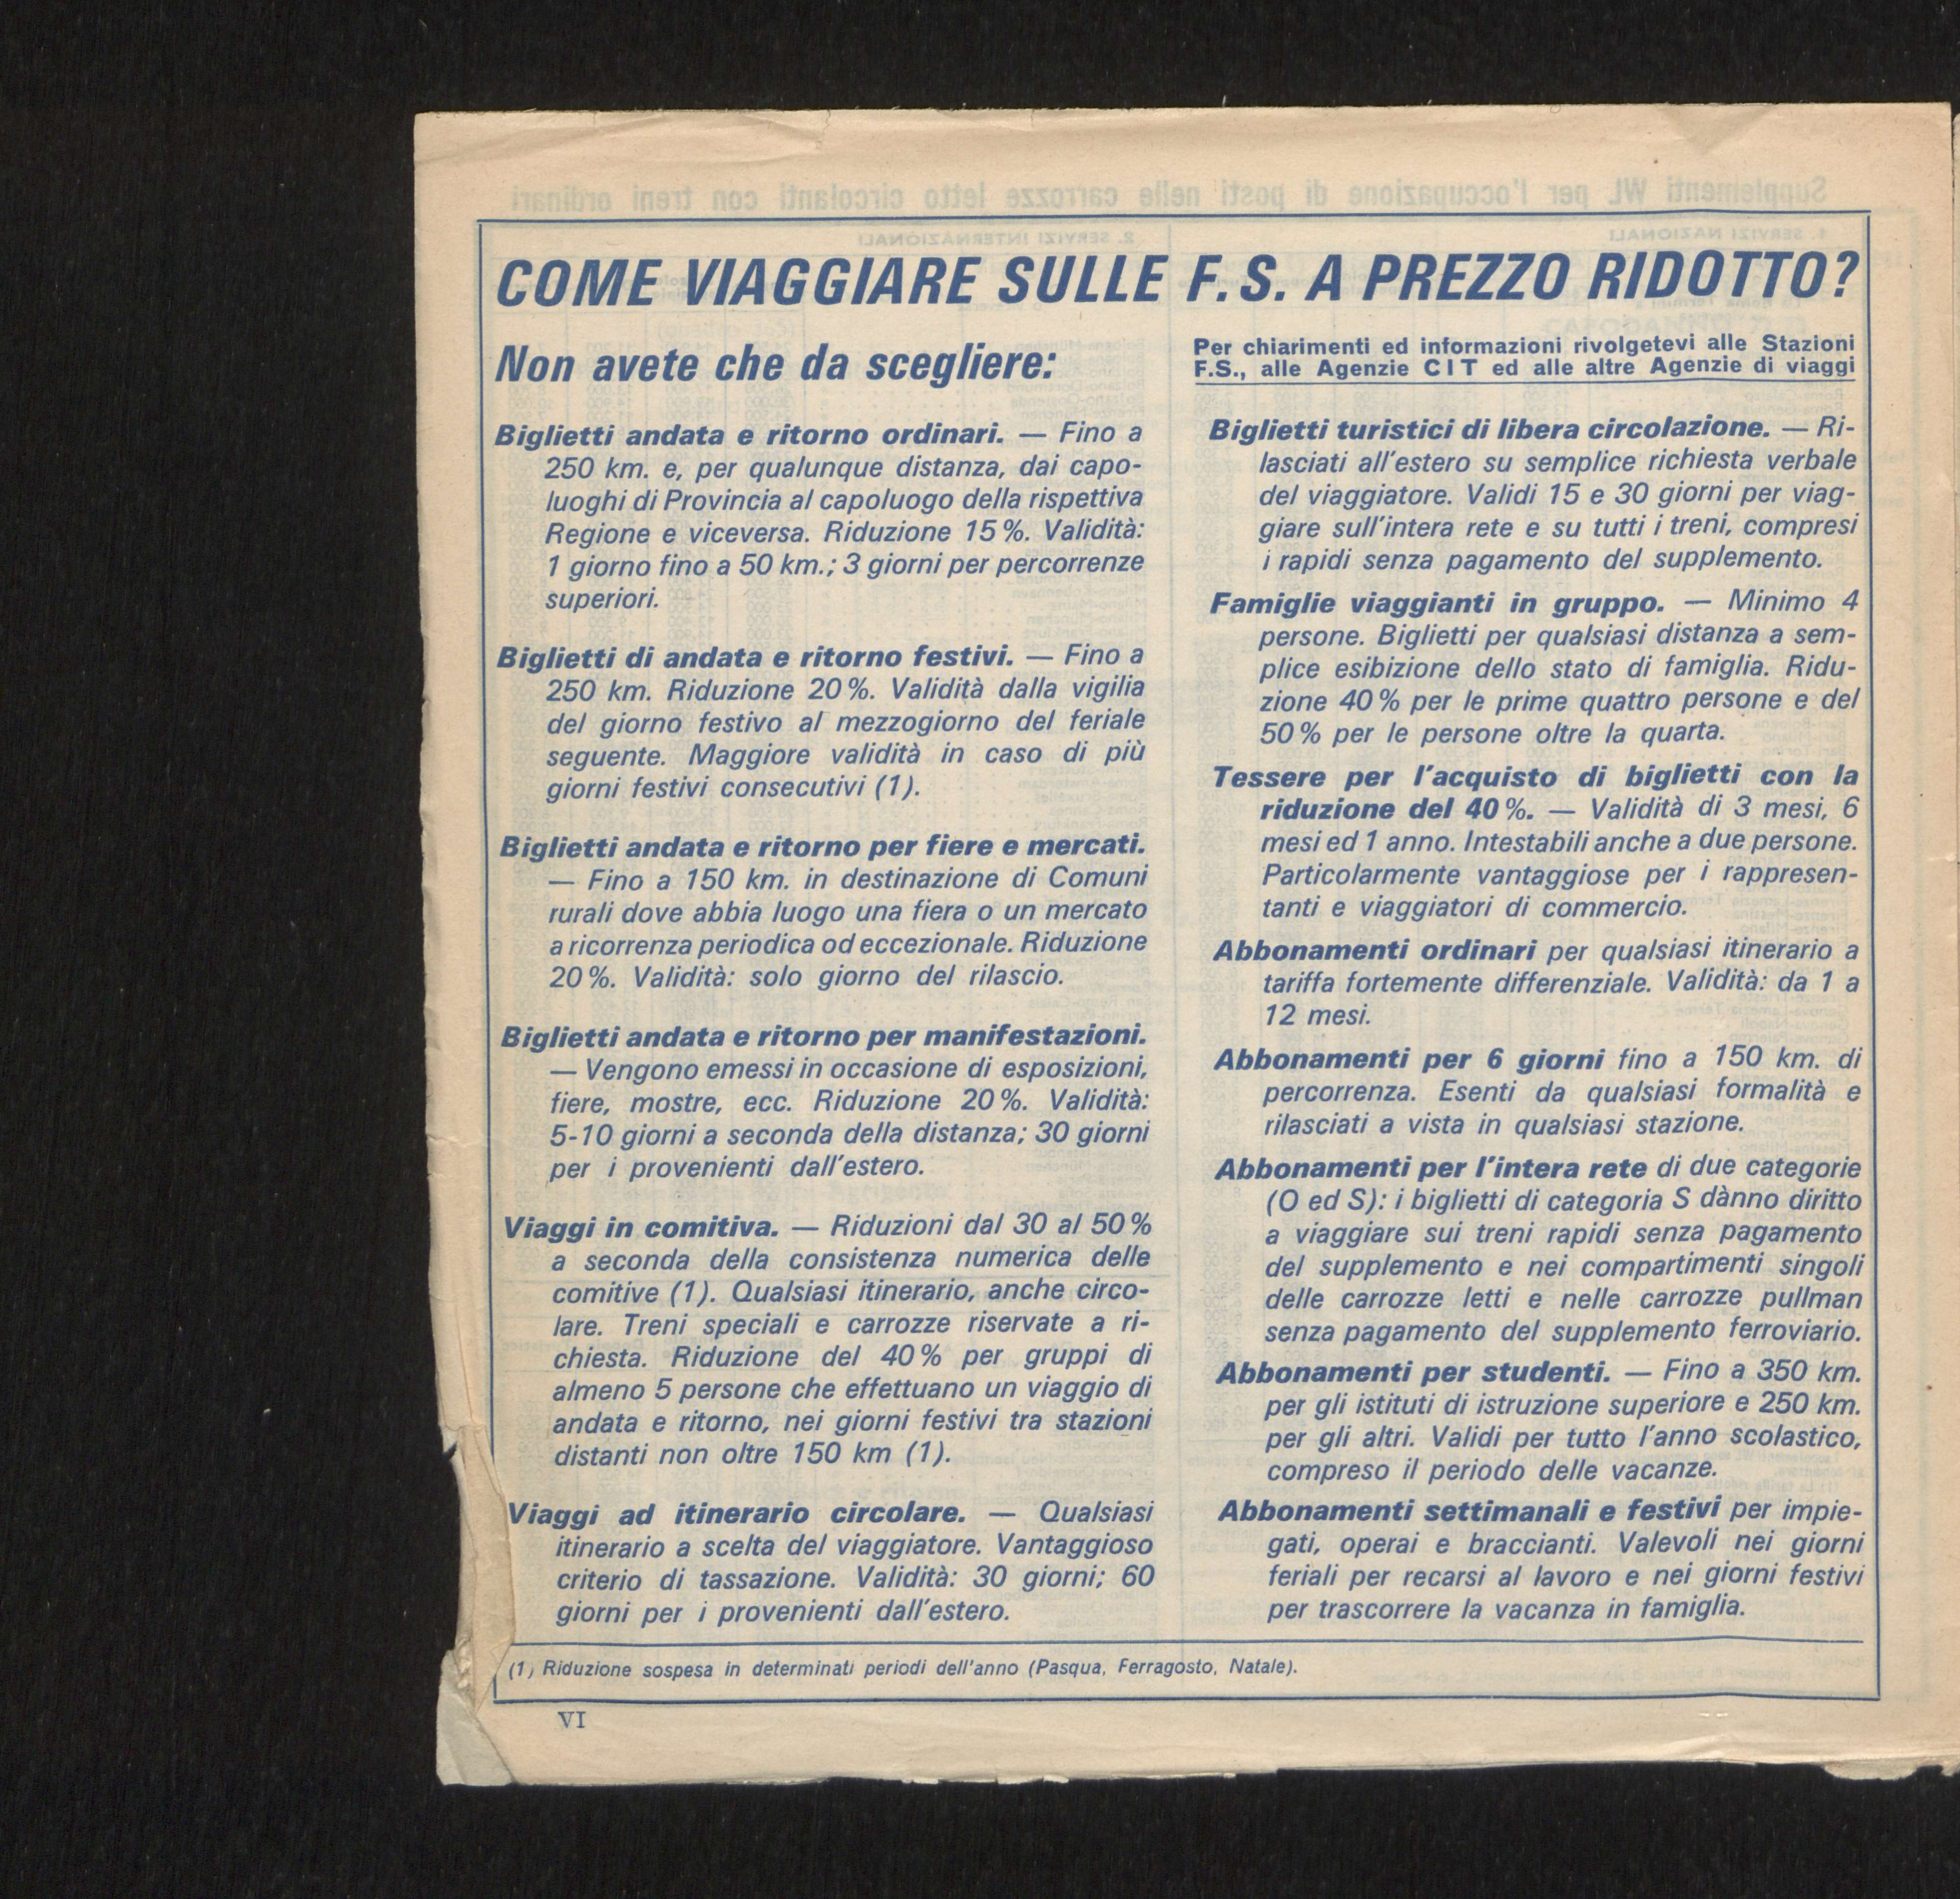 COME VIAGGIARE SULLE F.S. A PREZZO RIDOTTO?
Non avete che da scegliere:
Per chiarimenti ed informazioni rivolgetevi alle Stazioni
F.S., alle Agenzie CIT ed alle altre Agenzie di viaggi
Biglietti andata e ritorno ordinari. — Fino a
250 km. e, per qualunque distanza, dai capo-
luoghi di Provincia al capoluogo della rispettiva
Regione e viceversa. Riduzione 15%. Validità:
1 giorno fino a 50 km.; 3 giorni per percorrenze
superiori.
Biglietti di andata e ritorno festivi. — Fino a
250 km. Riduzione 20%. Validità dalla vigilia
del giorno festivo al mezzogiorno del feriale
seguente. Maggiore validità in caso di più
giorni festivi consecutivi (1).
Biglietti andata e ritorno per fiere e mercati.
— Fino a 150 km. in destinazione di Comuni
rurali dove abbia luogo una fiera o un mercato
a ricorrenza periodica od eccezionale. Riduzione
20%. Validità: solo giorno del rilascio.
Biglietti andata e ritorno per manifestazioni.
— Vengono emessi in occasione di esposizioni,
fiere, mostre, ecc. Riduzione 20%. Validità:
5-10 giorni a seconda della distanza; 30 giorni
per i provenienti dall'estero.
Viaggi in comitiva. — Riduzioni dal 30 al 50%
a seconda della consistenza numerica delle
comitive (1). Qualsiasi itinerario, anche circo-
lare. Treni speciali e carrozze riservate a ri-
chiesta. Riduzione del 40% per gruppi di
almeno 5 persone che effettuano un viaggio di
andata e ritorno, nei giorni festivi tra stazioni
distanti non oltre 150 km (1).
Viaggi ad itinerario circolare. — Qualsiasi
itinerario a scelta del viaggiatore. Vantaggioso
criterio di tassazione. Validità: 30 giorni; 60
giorni per i provenienti dall'estero.
Biglietti turistici di libera circolazione. — Ri-
lasciati all'estero su semplice richiesta verbale
del viaggiatore. Validi 15 e 30 giorni per viag-
giare sull'intera rete e su tutti i treni, compresi
i rapidi senza pagamento del supplemento.
Famiglie viaggianti in gruppo. — Minimo 4
persone. Biglietti per qualsiasi distanza a sem-
plice esibizione dello stato di famiglia. Ridu-
zione 40% per le prime quattro persone e del
50% per le persone oltre la quarta.
Tessere per l'acquisto di biglietti con la
riduzione del 40%. — Validità di 3 mesi, 6
mesi ed 1 anno. Intestabili anche a due persone.
Particolarmente vantaggiose per i rappresen-
tanti e viaggiatori di commercio.
Abbonamenti ordinari per qualsiasi itinerario a
tariffa fortemente differenziale. Validità: da 1 a
12 mesi.
Abbonamenti per 6 giorni fino a 150 km. di
percorrenza. Esenti da qualsiasi formalità e
rilasciati a vista in qualsiasi stazione.
Abbonamenti per l'intera rete di due categorie
(O ed S): i biglietti di categoria S dànno diritto
a viaggiare sui treni rapidi senza pagamento
del supplemento e nei compartimenti singoli
delle carrozze letti e nelle carrozze pullman
senza pagamento del supplemento ferroviario.
Abbonamenti per studenti. — Fino a 350 km.
per gli istituti di istruzione superiore e 250 km.
per gli altri. Validi per tutto l'anno scolastico,
compreso il periodo delle vacanze.
Abbonamenti settimanali e festivi per impie-
gati, operai e braccianti. Valevoli nei giorni
feriali per recarsi al lavoro e nei giorni festivi
per trascorrere la vacanza in famiglia.
(1) Riduzione sospesa in determinati periodi dell'anno (Pasqua, Ferragosto, Natale).
VI